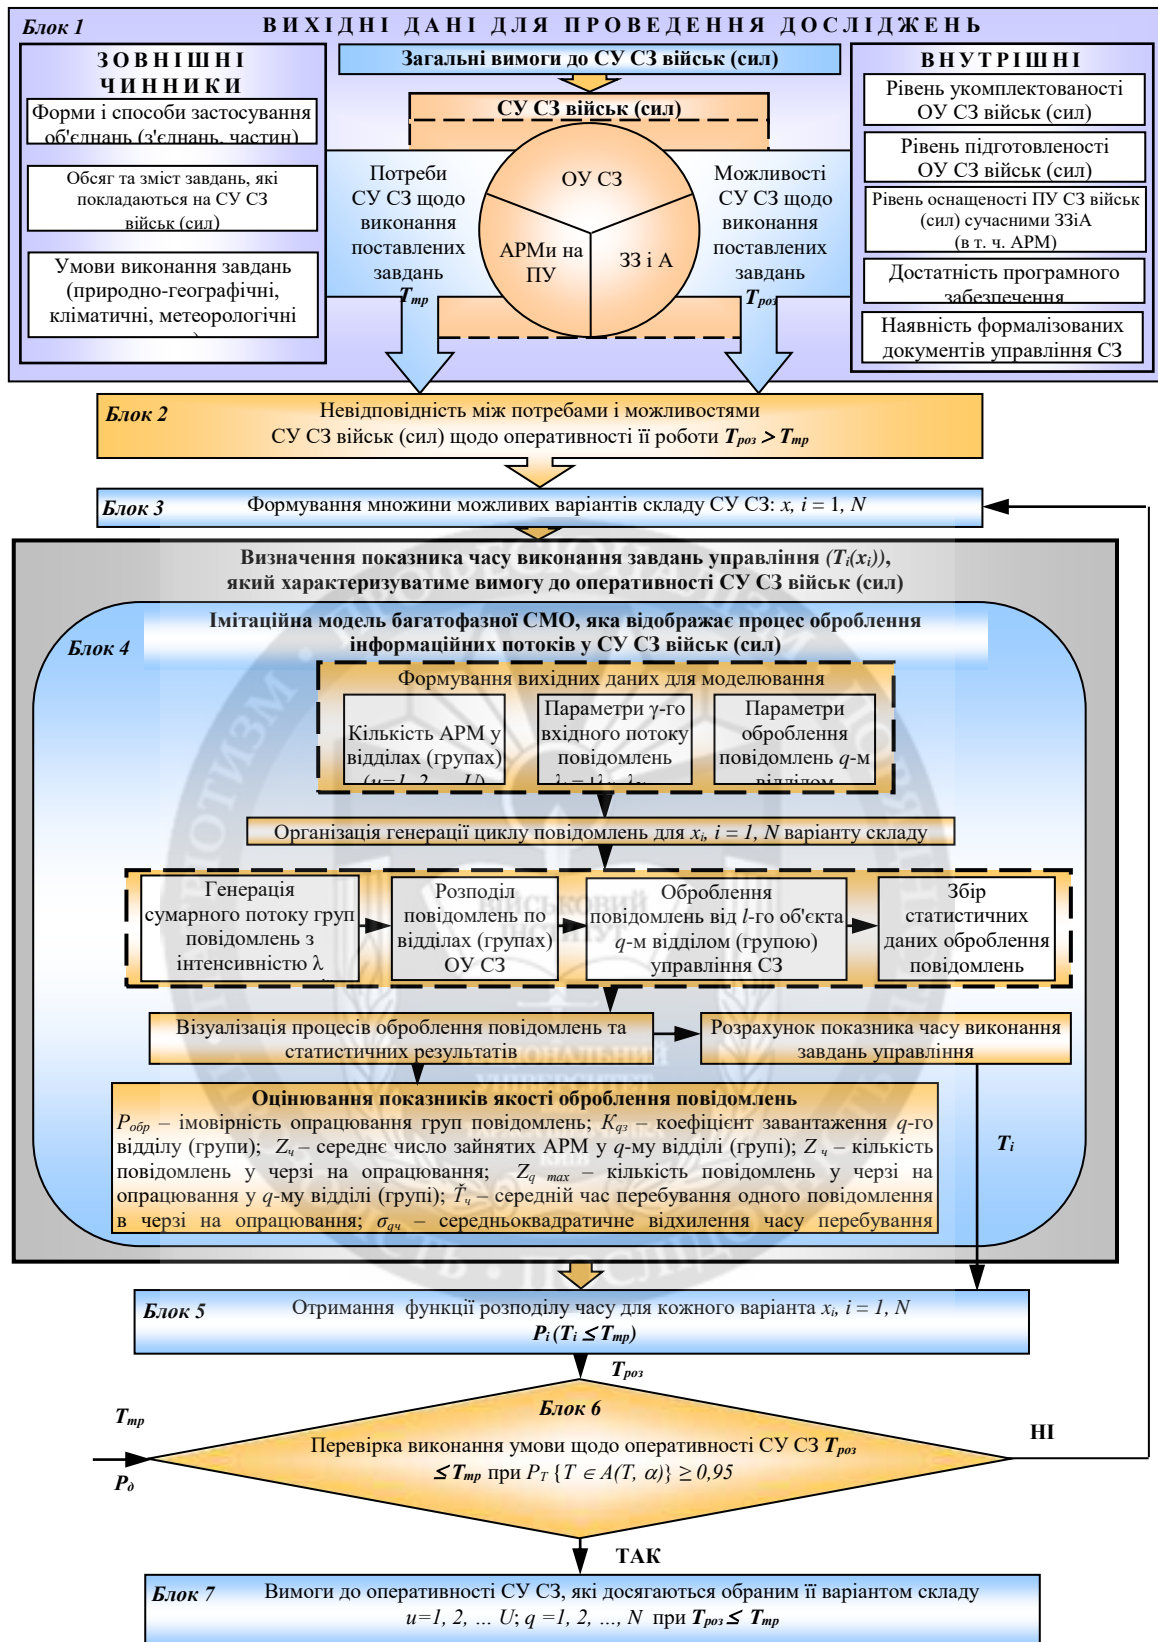 Блок 1
ВИХІДНІ ДАНІ ДЛЯ ПРОВЕДЕННЯ ДОСЛІДЖЕНЬ
ЗОВНІШНІ
ЧИННИКИ
Форми і способи застосування
об'єднань (з'єднань, частин)
Обсяг та зміст завдань, які
покладаються на СУ СЗ
військ (сил)
Умови виконання завдань
(природно-географічні,
кліматичні, метеорологічні
Загальні вимоги до СУ СЗ військ (сил)
СУ СЗ військ (сил)
Потреби
СУ СЗ щодо
виконання
поставлених
завдань
Tтр
ОУ СЗ
АРМи на
ПУ
ЗЗ і А
Можливості
СУ СЗ щодо
виконання
поставлених
завдань
Tроз
ВНУТРІШНІ
Рівень укомплектованості
ОУ СЗ військ (сил)
Рівень підготовленості
ОУ СЗ військ (сил)
Рівень оснащеності ПУ СЗ військ
(сил) сучасними ЗЗіА
(в т. ч. АРМ)
Достатність програмного
забезпечення
Наявність формалізованих
документів управління СЗ
Блок 2
Невідповідність між потребами і можливостями
СУ СЗ військ (сил) щодо оперативності її роботи Tроз > Tтр
Блок 3
Формування множини можливих варіантів складу СУ СЗ: x, i = 1, N
Визначення показника часу виконання завдань управління (Ti(xi)),
який характеризуватиме вимогу до оперативності СУ СЗ військ (сил)
Блок 4
Імітаційна модель багатофазної СМО, яка відображає процес оброблення
інформаційних потоків у СУ СЗ військ (сил)
Формування вихідних даних для моделювання
Кількість АРМ у
відділах (групах)
(u=1, 2, ... U)
Параметри γ-го
вхідного потоку
повідомлень
Параметри
оброблення
повідомлень q-м
відділом
Організація генерації циклу повідомлень для xi, i = 1, N варіанту складу
Генерація
сумарного потоку груп
повідомлень з
інтенсивністю λ
Розподіл
повідомлень по
відділах (групах)
ОУ СЗ
Оброблення
повідомлень від l-го об'єкта
q-м відділом (групою)
управління СЗ
Збір
статистичних
даних оброблення
повідомлень
Візуалізація процесів оброблення повідомлень та
статистичних результатів
Розрахунок показника часу виконання
завдань управління
Оцінювання показників якості оброблення повідомлень
Pобр – імовірність опрацювання груп повідомлень; Kqз – коефіцієнт завантаження q-го
відділу (групи); Zч – середнє число зайнятих АРМ у q-му відділі (групі); Z ч – кількість
повідомлень у черзі на опрацювання; Zq max – кількість повідомлень у черзі на
опрацювання у q-му відділі (групі); Ťч – середній час перебування одного повідомлення
в черзі на опрацювання; σqч – середньоквадратичне відхилення часу перебування
Ti
Блок 5
Отримання функції розподілу часу для кожного варіанта xi, i = 1, N
Pi (Ti ≤ Tтр)
Tроз
Блок 6
Tтр
Pд
Перевірка виконання умови щодо оперативності СУ СЗ Tроз
≤ Tтр при PT {T ∈ A(T, α)} ≥ 0,95
НІ
ТАК
Блок 7
Вимоги до оперативності СУ СЗ, які досягаються обраним її варіантом складу
u=1, 2, ... U; q =1, 2, ..., N при Tроз ≤ Tтр